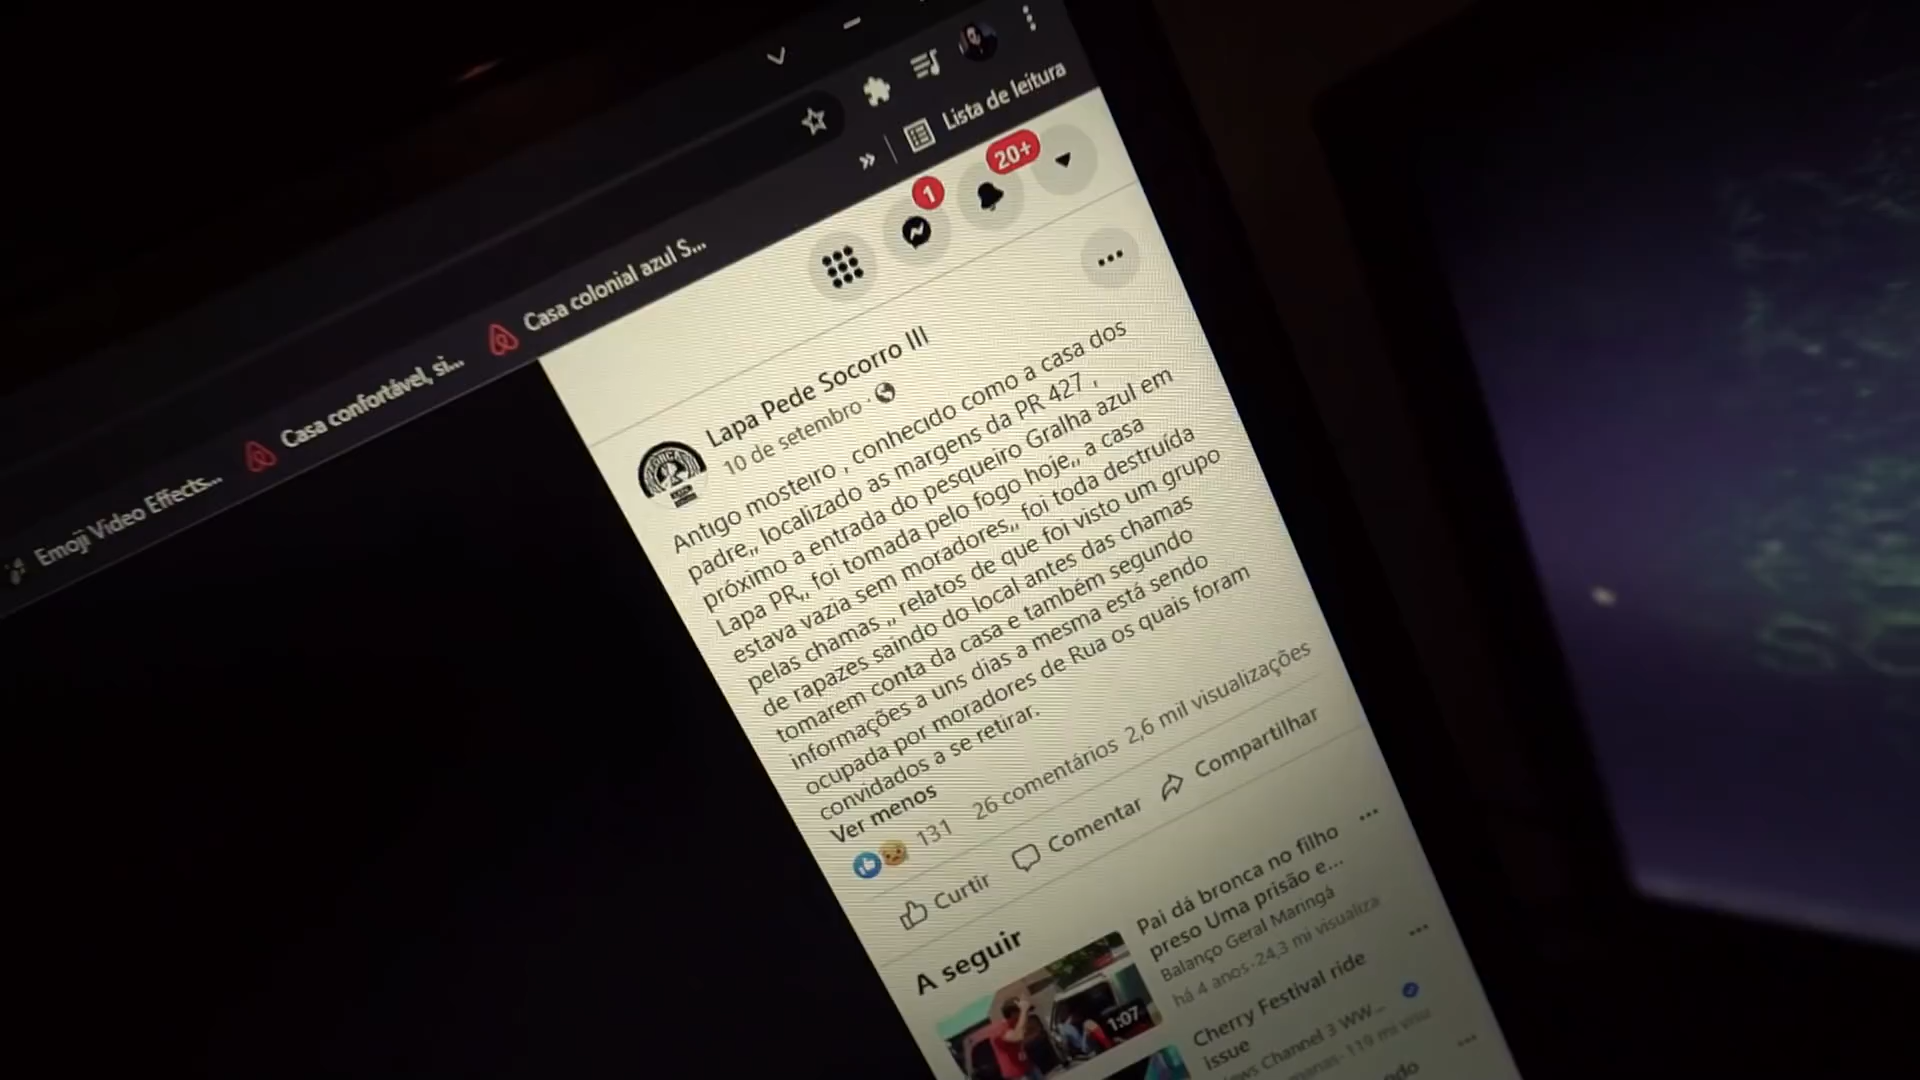 Lista de leitura
Emoji Video Effects...
Casa confortável, si...
Casa colonial azul S...
1
20+
Lapa Pede Socorro III
10 de setembro
Antigo mosteiro , conhecido como a casa dos
padre,, localizado as margens da PR 427 ,
próximo a entrada do pesqueiro Gralha azul em
Lapa PR,, foi tomada pelo fogo hoje,, a casa
estava vazia sem moradores,, foi toda destruída
pelas chamas ,, relatos de que foi visto um grupo
de rapazes saindo do local antes das chamas
tomarem conta da casa e também segundo
informações a uns dias a mesma está sendo
ocupada por moradores de Rua os quais foram
convidados a se retirar.
Ver menos
131 26 comentários 2,6 mil visualizações
Curtir Comentar Compartilhar
A seguir
1:07
Pai dá bronca no filho
preso Uma prisão e...
Balanço Geral Maringá
há 4 anos · 24,3 mi visualiza
Cherry Festival ride
issue
Channel 3 WW...
119 mi visu